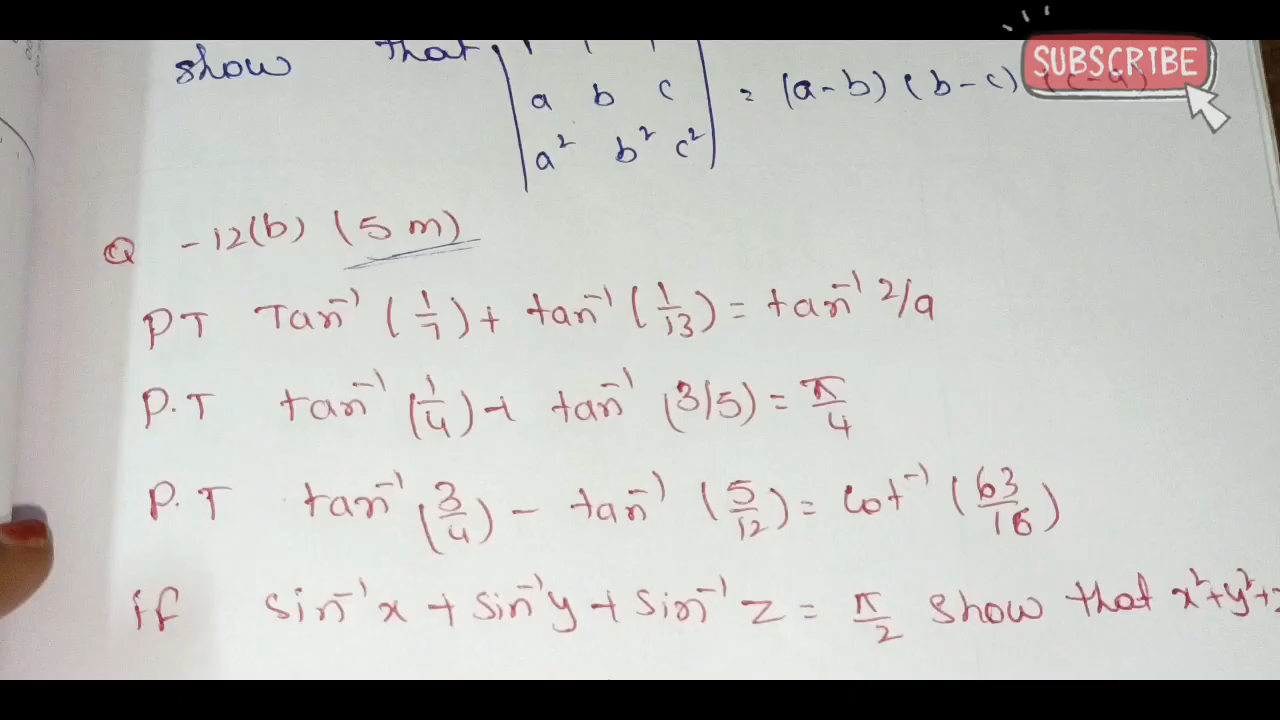 SUBSCRIBE
show that | a b c a² b² c² | = (a-b) (b-c) (c-a)
Q -12(b) (5 m)
PT Tan⁻¹ (1/7) + tan⁻¹ (1/13) = tan⁻¹ 2/9
P.T tan⁻¹ (1/4) + tan⁻¹ (3/5) = π/4
P.T tan⁻¹ (3/4) - tan⁻¹ (5/12) = Cot⁻¹ (63/16)
if Sin⁻¹x + Sin⁻¹y + Sin⁻¹ z = π/2 show that x²+y²+